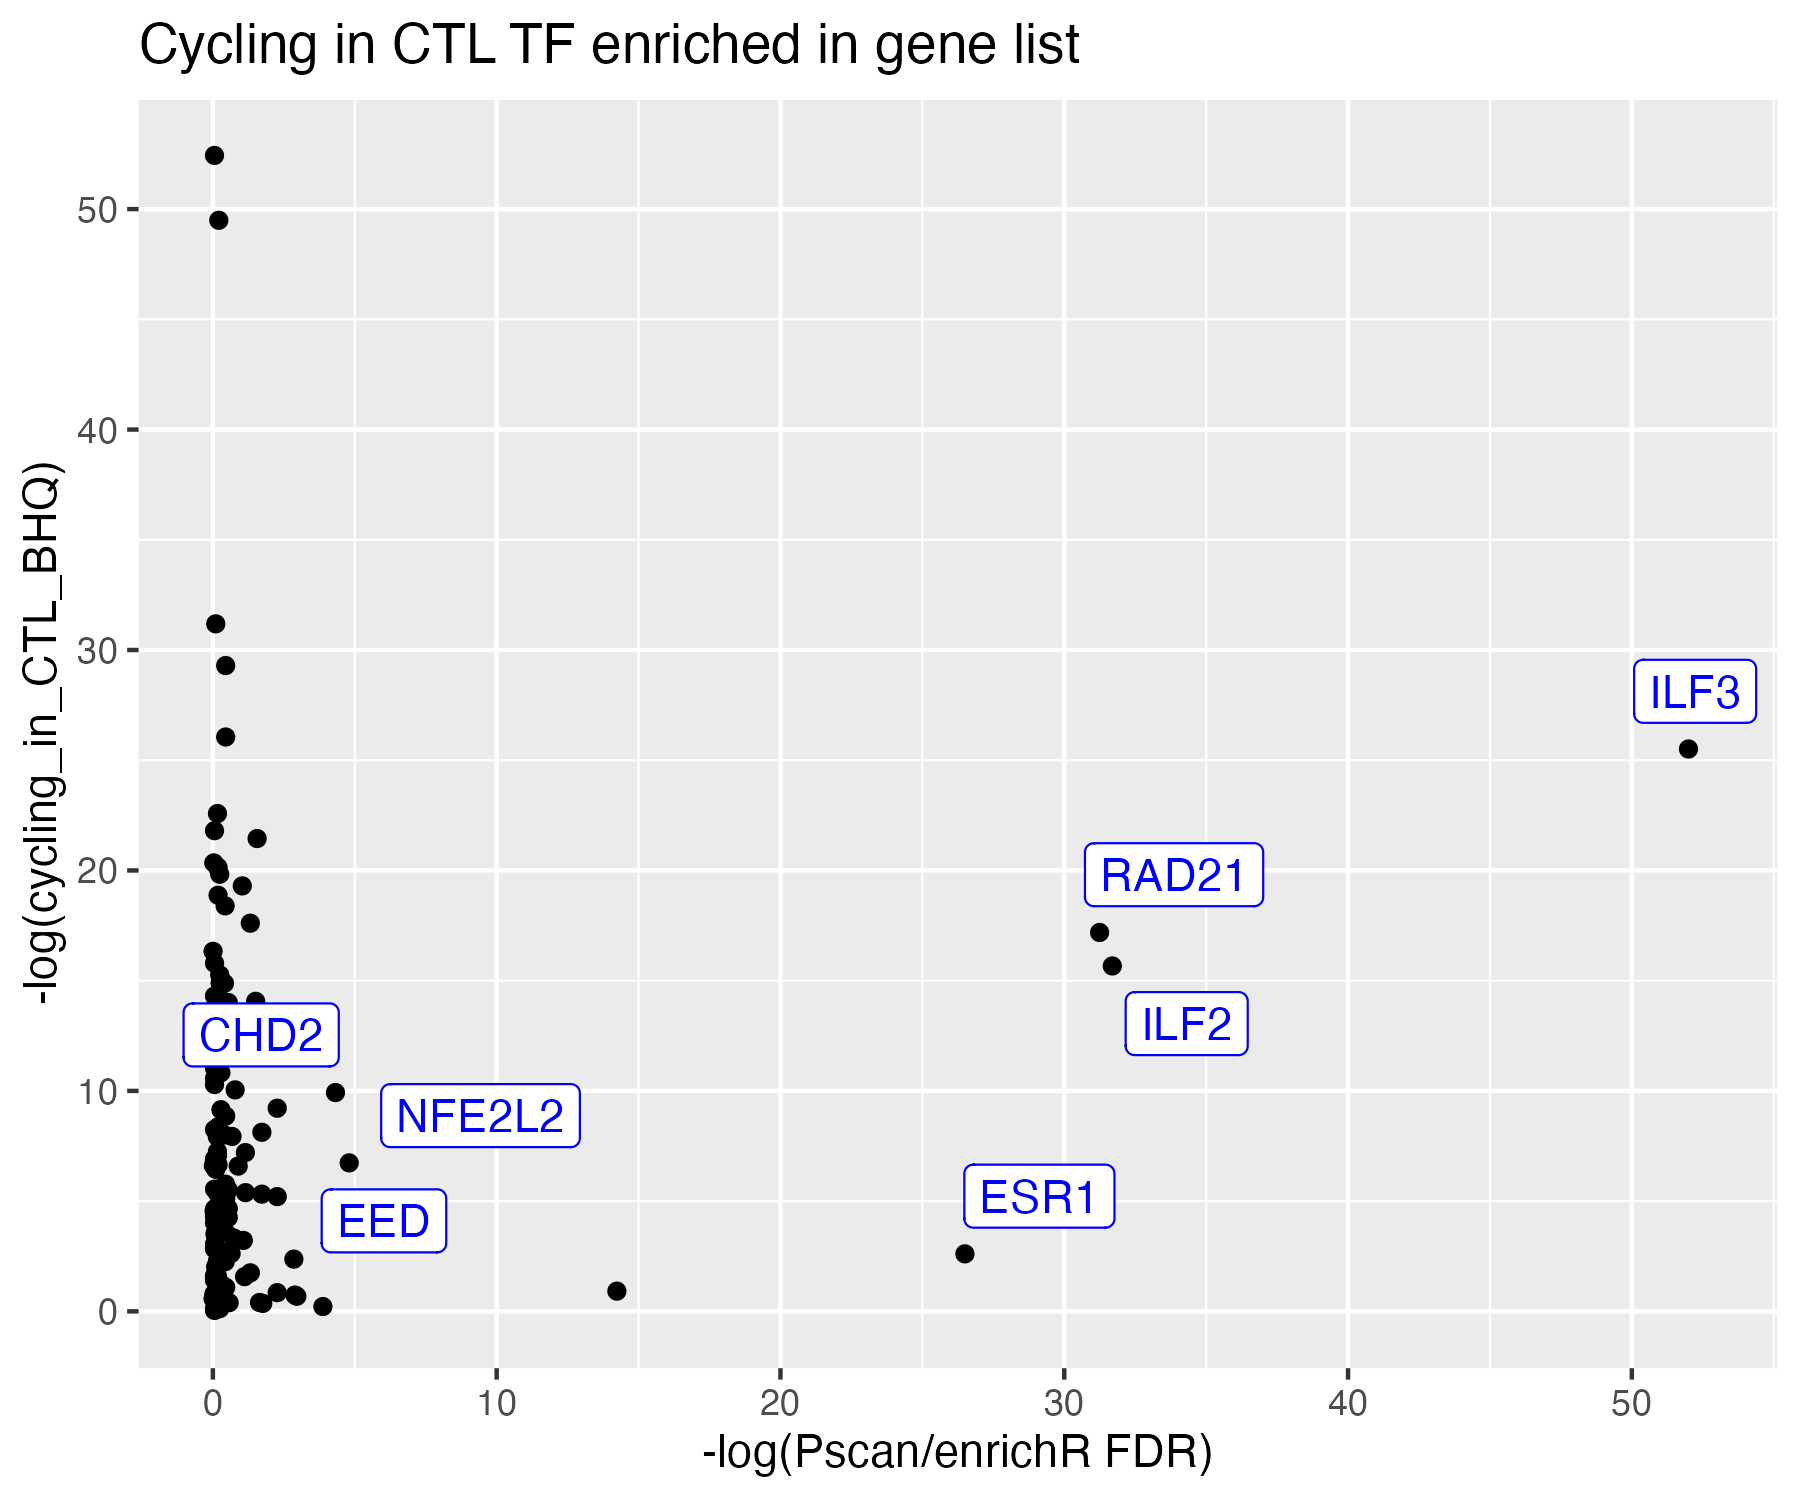 Cycling in CTL TF enriched in gene list
-log(cycling_in_CTL_BHQ)
50
40
30
20
10
0
ILF3
RAD21
ILF2
CHD2
NFE2L2
ESR1
EED
0
10
20
30
40
50
-log(Pscan/enrichR FDR)